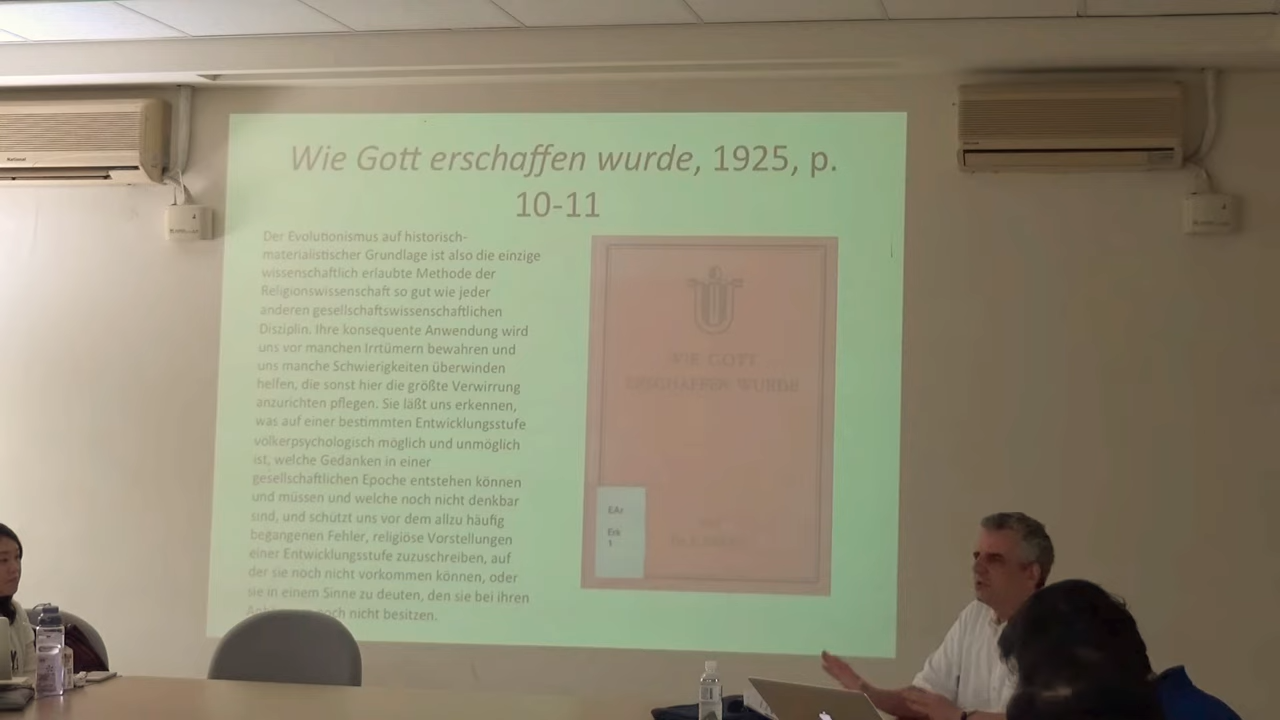 Wie Gott erschaffen wurde, 1925, p.
10-11
Der Evolutionismus auf historisch-
materialistischer Grundlage ist also die einzige
wissenschaftlich erlaubte Methode der
Religionswissenschaft so gut wie jeder
anderen gesellschaftswissenschaftlichen
Disziplin. Ihre konsequente Anwendung wird
uns vor manchen Irrtümern bewahren und
uns manche Schwierigkeiten überwinden
helfen, die sonst hier die größte Verwirrung
anzurichten pflegen. Sie läßt uns erkennen,
was auf einer bestimmten Entwicklungsstufe
völkerpsychologisch möglich und unmöglich
ist, welche Gedanken in einer
gesellschaftlichen Epoche entstehen können
und müssen und welche noch nicht denkbar
sind, und schützt uns vor dem allzu häufig
begangenen Fehler, religiöse Vorstellungen
einer Entwicklungsstufe zuzuschreiben, auf
der sie noch nicht vorkommen können, oder
sie in einem Sinne zu deuten, den sie bei ihren
noch nicht besitzen.
WIE GOTT
ERSCHAFFEN WURDE
EAr
Erk
1
National